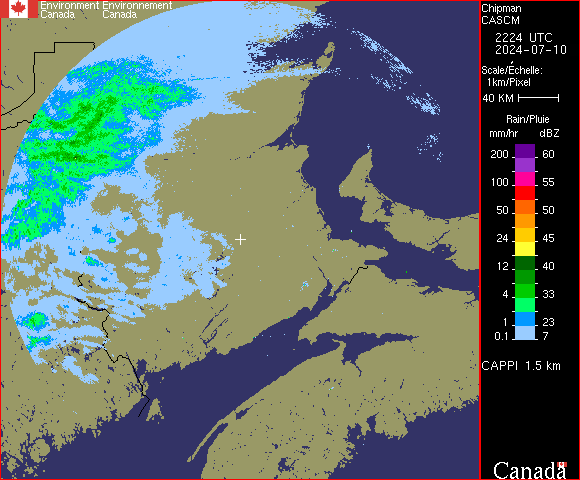 Environment Environnement
Canada Canada
Chipman
CASCM
2224 UTC
2024-07-10
Scale/Échelle:
1km/Pixel
40 KM
Rain/Pluie
mm/hr dBZ
200 60
100 55
50 50
24 45
12 40
4 33
1 23
0.1 7
CAPPI 1.5 km
Canada